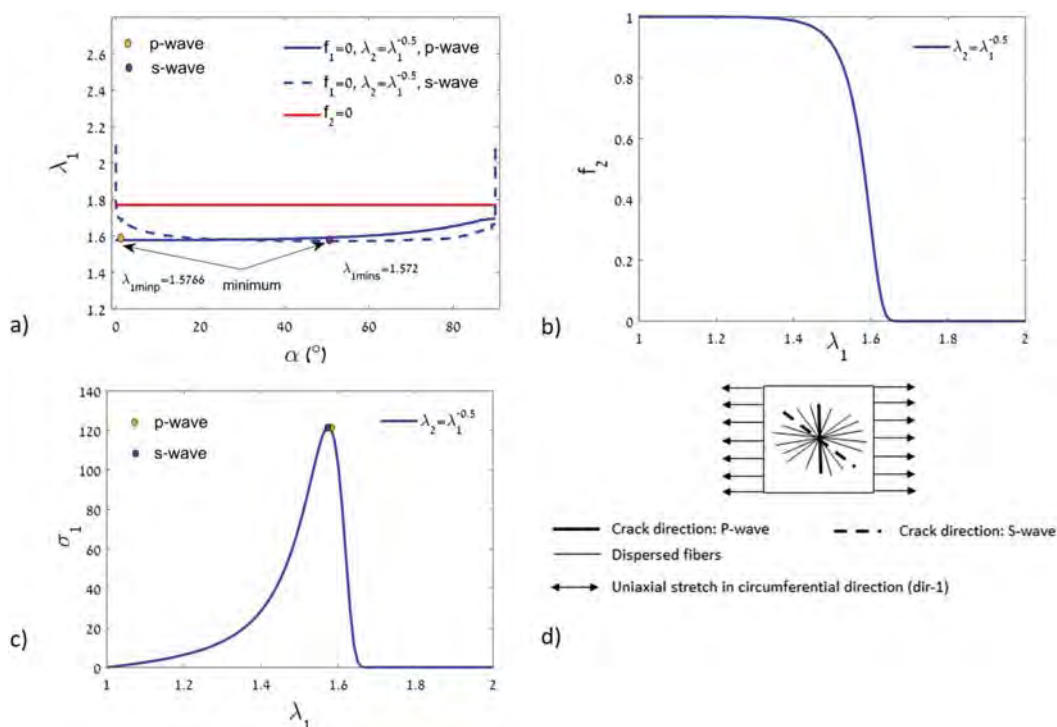 a)
λ₁
2.6
2.4
2.2
2
1.8
1.6
1.4
1.2
p-wave
s-wave
f₁=0, λ₂=λ₁^-0.5, p-wave
f₁=0, λ₂=λ₁^-0.5, s-wave
f₂=0
λ₁minp=1.5766
minimum
λ₁mins=1.572
0 20 40 60 80
α (°)
b)
f₂
1
0.8
0.6
0.4
0.2
0
λ₂=λ₁^-0.5
1 1.2 1.4 1.6 1.8 2
λ₁
c)
σ₁
140
120
100
80
60
40
20
0
p-wave
s-wave
λ₂=λ₁^-0.5
1 1.2 1.4 1.6 1.8 2
λ₁
Crack direction: P-wave
Crack direction: S-wave
Dispersed fibers
Uniaxial stretch in circumferential direction (dir-1)
d)